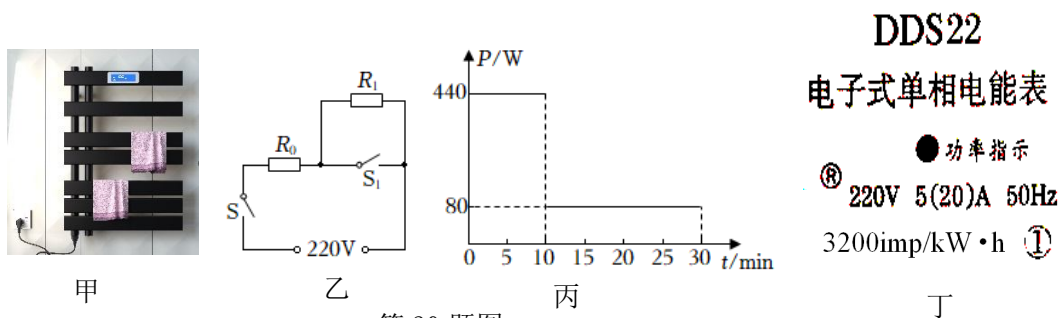 甲
R₁
R₀
S₁
S
220V
乙
P/W
440
80
0 5 10 15 20 25 30 t/min
丙
DDS22
电子式单相电能表
●功率指示
® 220V 5(20)A 50Hz
3200imp/kW·h ①
丁